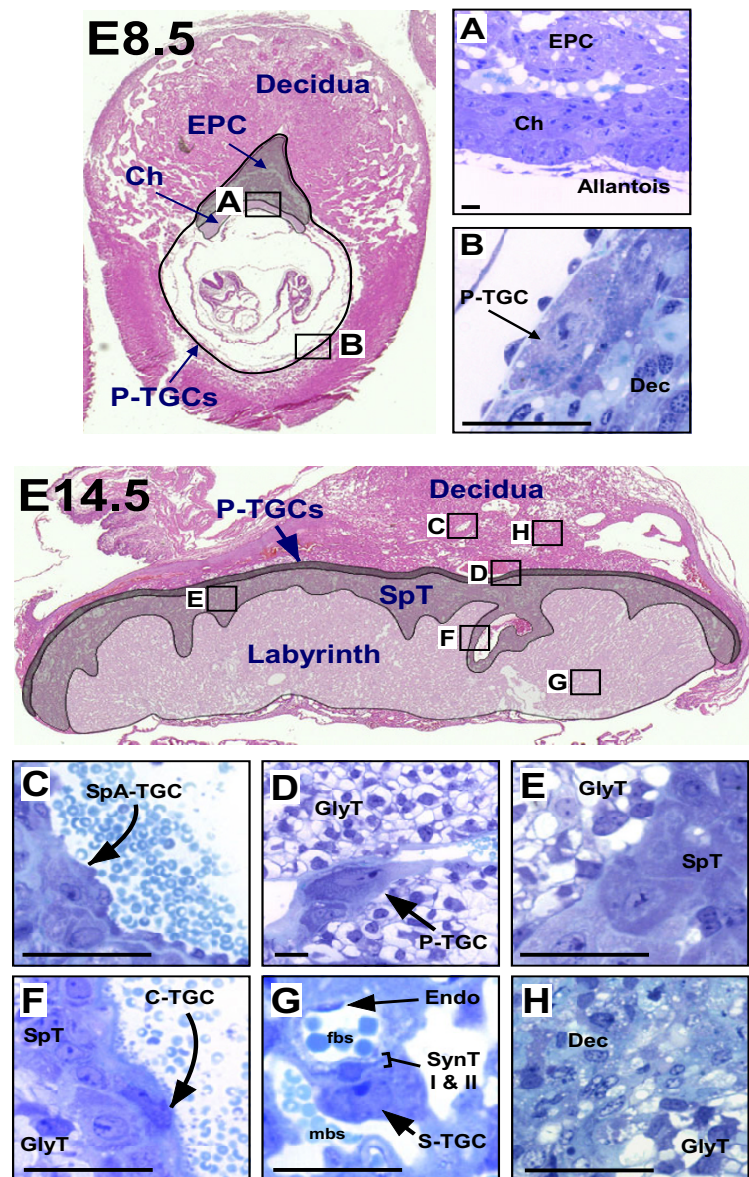 E8.5
Decidua
EPC
Ch
A
B
P-TGCs
A
EPC
Ch
Allantois
B
P-TGC
Dec
E14.5
Decidua
P-TGCs
C
H
D
E
SpT
F
Labyrinth
G
C
SpA-TGC
D
GlyT
P-TGC
E
GlyT
SpT
F
C-TGC
SpT
GlyT
G
Endo
fbs
SynT
I & II
mbs
S-TGC
H
Dec
GlyT